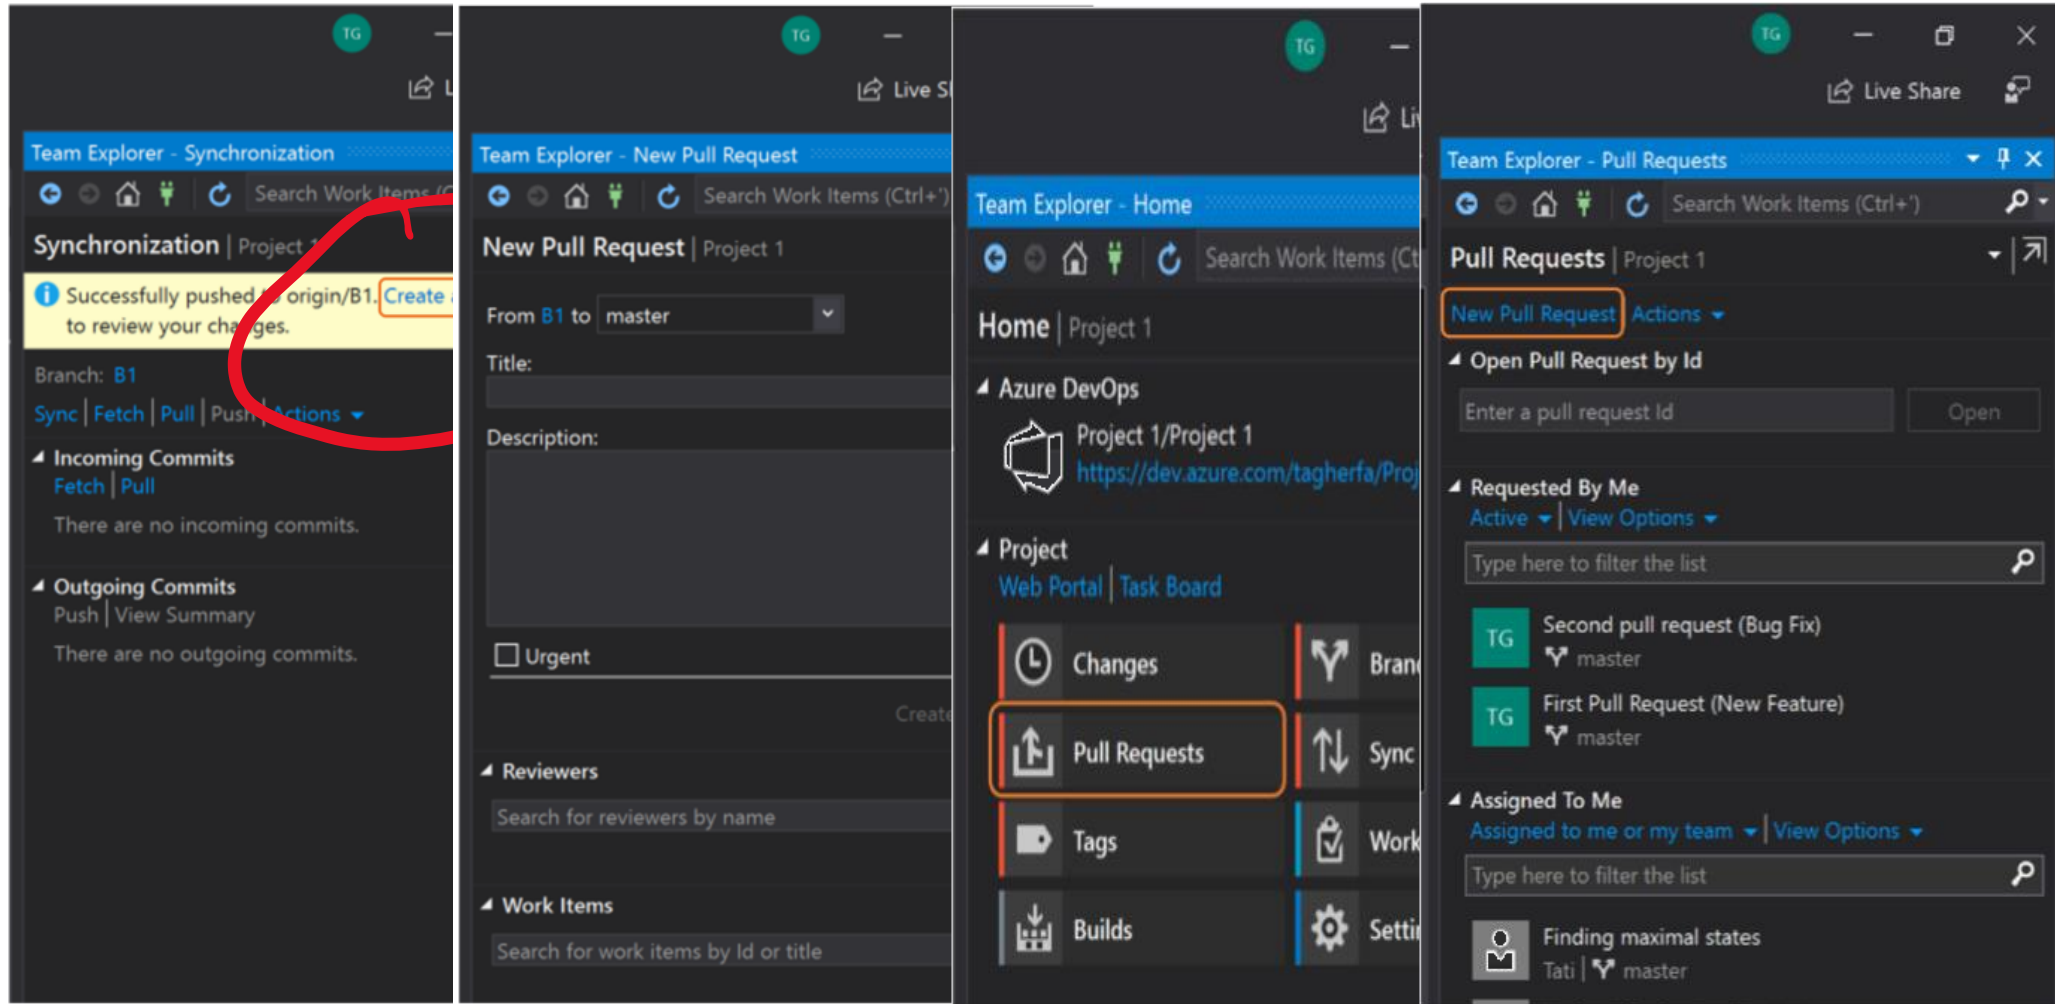 TG
Team Explorer - Synchronization
Search Work Items
Synchronization | Project 1
Successfully pushed to origin/B1. Create
to review your changes.
Branch: B1
Sync | Fetch | Pull | Push | Actions
Incoming Commits
Fetch | Pull
There are no incoming commits.
Outgoing Commits
Push | View Summary
There are no outgoing commits.
TG
Live
Team Explorer - New Pull Request
Search Work Items (Ctrl+')
New Pull Request | Project 1
From B1 to master
Title:
Description:
Urgent
Create
Reviewers
Search for reviewers by name
Work Items
Search for work items by Id or title
TG
Team Explorer - Home
Search Work Items
Home | Project 1
Azure DevOps
Project 1/Project 1
https://dev.azure.com/tagherfa/Proj
Project
Web Portal | Task Board
Changes
Pull Requests
Sync
Tags
Work
Builds
TG
Live Share
Team Explorer - Pull Requests
Search Work Items (Ctrl+')
Pull Requests | Project 1
New Pull Request Actions
Open Pull Request by Id
Enter a pull request Id Open
Requested By Me
Active | View Options
Type here to filter the list
TG Second pull request (Bug Fix)
master
TG First Pull Request (New Feature)
master
Assigned To Me
Assigned to me or my team | View Options
Type here to filter the list
Finding maximal states
Tati | master